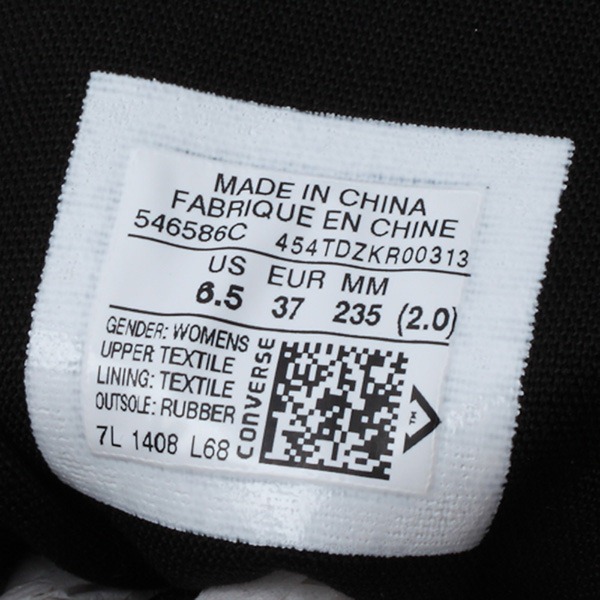 MADE IN CHINA
FABRIQUE EN CHINE
546586C 454TDZKR00313
US EUR MM
6.5 37 235 (2.0)
GENDER: WOMENS
UPPER TEXTILE
LINING: TEXTILE
OUTSOLE: RUBBER
7L 1408 L68
CONVERSE
TM